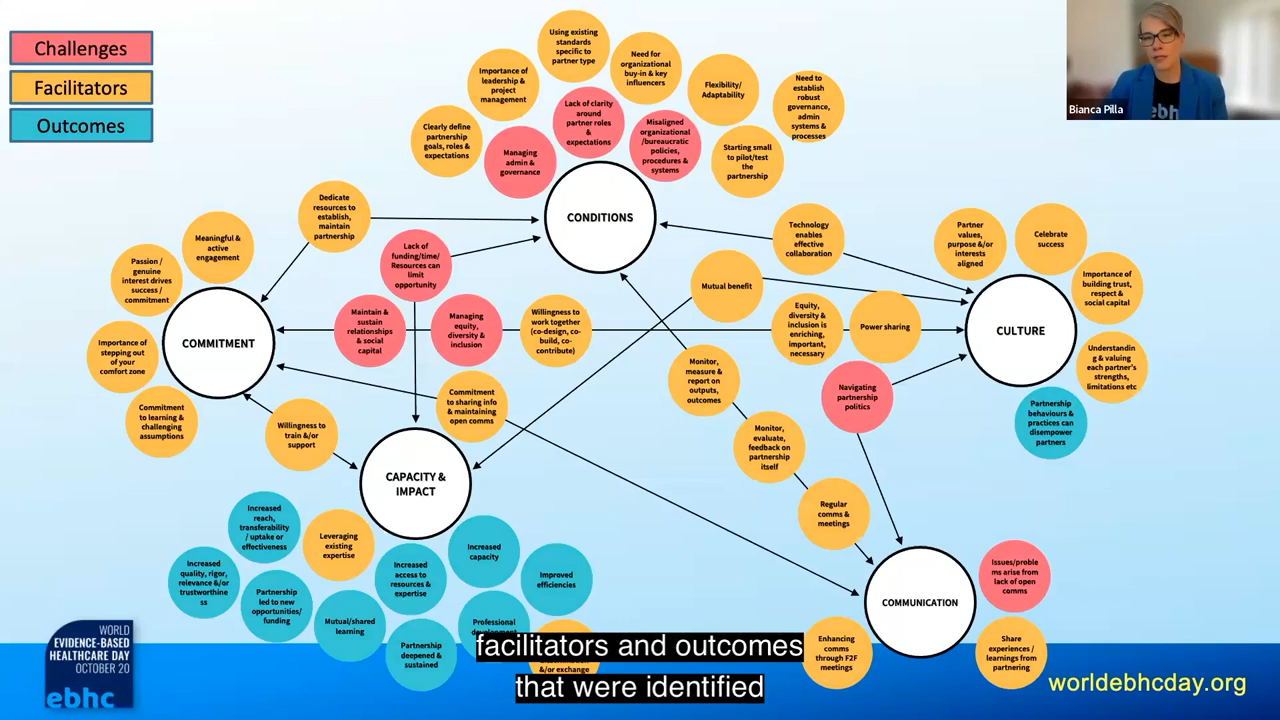 Challenges
Facilitators
Outcomes
Bianca Pilla
Using existing
standards
specific to
partner type
Importance of
leadership &
project
management
Need for
organizational
buy-in & key
influencers
Flexibility/
Adaptability
Need to
establish
robust
governance,
admin
systems &
processes
Clearly define
partnership
goals, roles &
expectations
Managing
admin &
governance
Lack of clarity
around
partner roles
&
expectations
Misaligned
organizational
/bureaucratic
policies,
procedures &
systems
Starting small
to pilot/test
the
partnership
CONDITIONS
Dedicate
resources to
establish,
maintain
partnership
Meaningful &
active
engagement
Passion /
genuine
interest drives
success /
commitment
Importance of
stepping out
of your
comfort zone
Commitment
to learning &
challenging
assumptions
COMMITMENT
Lack of
funding/time/
Resources can
limit
opportunity
Maintain &
sustain
relationships
& social
capital
Managing
equity,
diversity &
inclusion
Willingness to
work together
(co-design, co-
build, co-
contribute)
Technology
enables
effective
collaboration
Mutual benefit
Equity,
diversity &
inclusion is
enriching,
important,
necessary
Power sharing
Partner
values,
purpose &/or
interests
aligned
Celebrate
success
Importance of
building trust,
respect &
social capital
Understandin
g & valuing
each partner's
strengths,
limitations etc
Partnership
behaviours &
practices can
disempower
partners
CULTURE
Navigating
partnership
politics
Monitor,
measure &
report on
outputs,
outcomes
Monitor,
evaluate,
feedback on
partnership
itself
Regular
comms &
meetings
Commitment
to sharing info
& maintaining
open comms
Willingness to
train &/or
support
CAPACITY &
IMPACT
Increased
reach,
transferability
/ uptake or
effectiveness
Leveraging
existing
expertise
Increased
quality, rigor,
relevance &/or
trustworthine
ss
Partnership
led to new
opportunities/
funding
Mutual/shared
learning
Increased
access to
resources &
expertise
Increased
capacity
Improved
efficiencies
Partnership
deepened &
sustained
Professional
&/or exchange
COMMUNICATION
Issues/proble
ms arise from
lack of open
comms
Enhancing
comms
through F2F
meetings
Share
experiences /
learnings from
partnering
facilitators and outcomes
that were identified
WORLD
EVIDENCE-BASED
HEALTHCARE DAY
OCTOBER 20
ebhc
worldebhcday.org